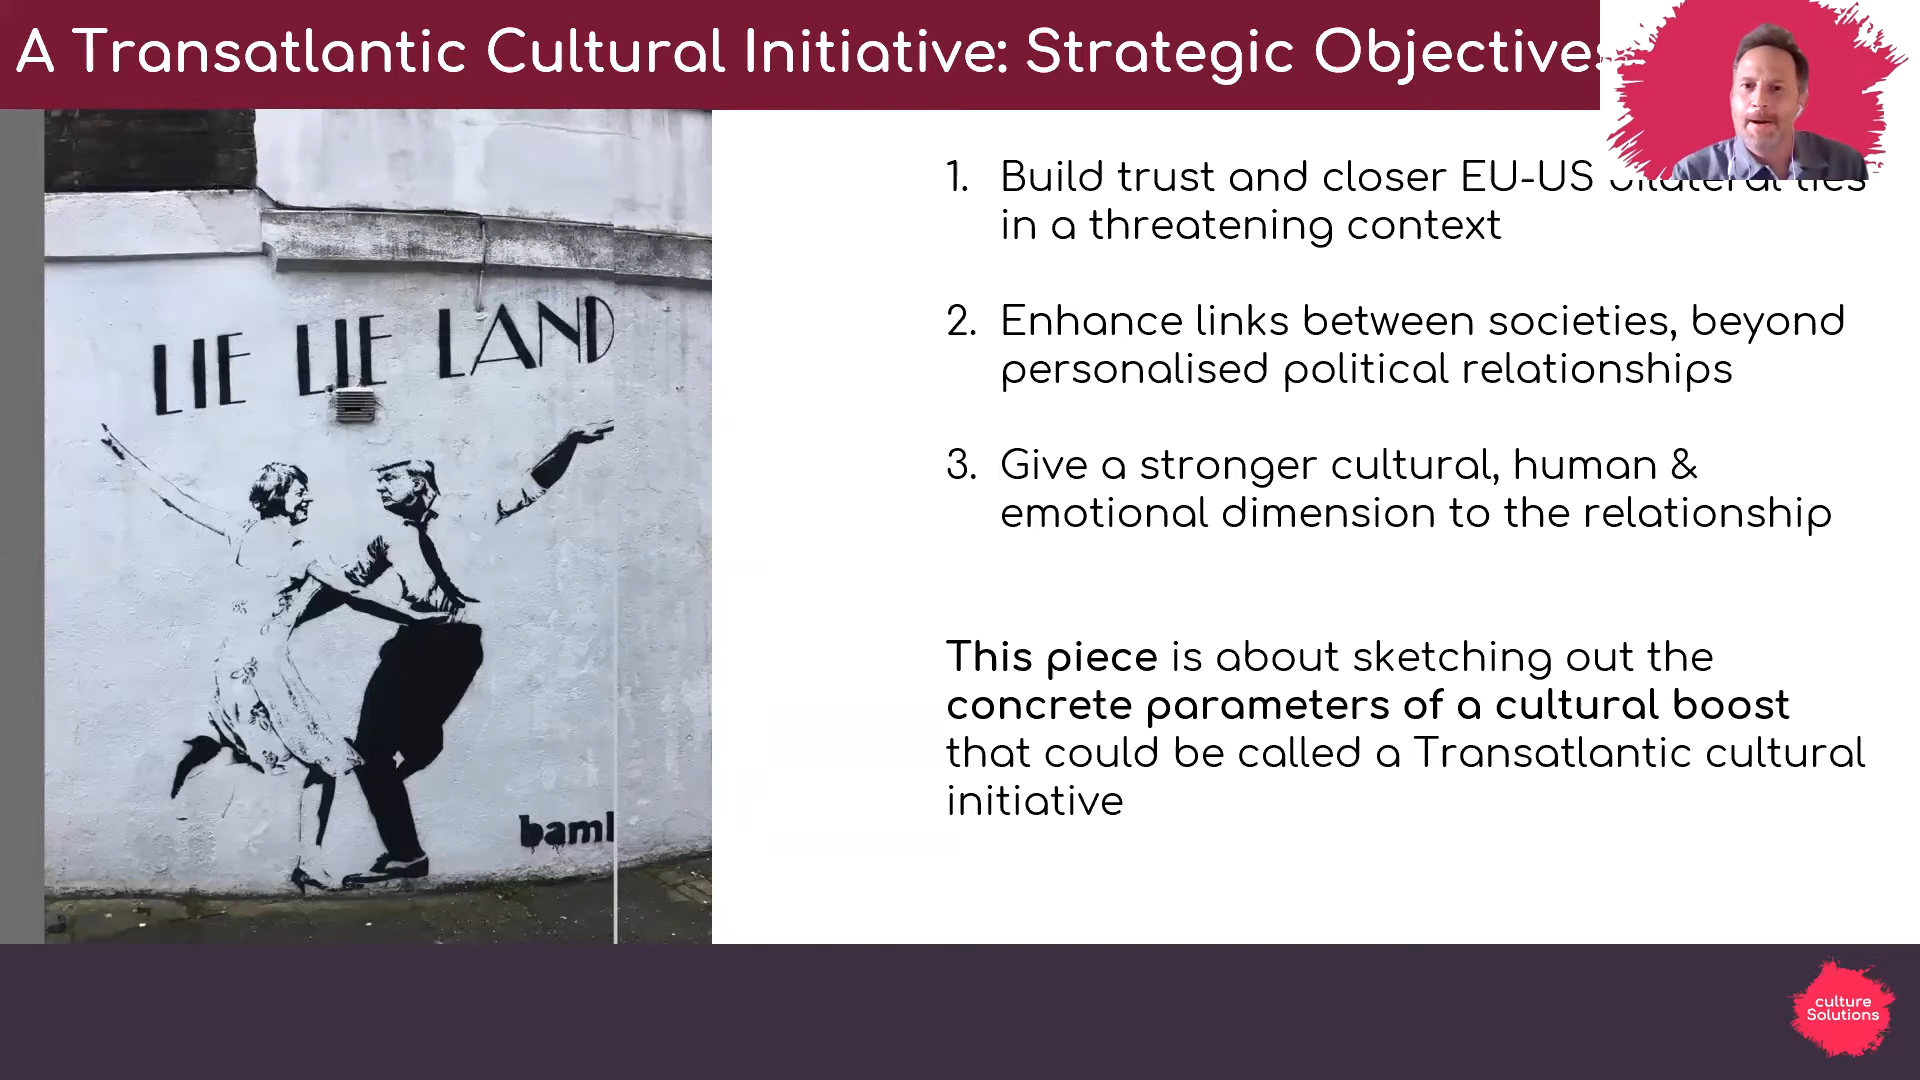 A Transatlantic Cultural Initiative: Strategic Objectives
1. Build trust and closer EU-US bilateral ties
in a threatening context
2. Enhance links between societies, beyond
personalised political relationships
3. Give a stronger cultural, human &
emotional dimension to the relationship
This piece is about sketching out the
concrete parameters of a cultural boost
that could be called a Transatlantic cultural
initiative
LIE LIE LAND
bambi
culture
Solutions